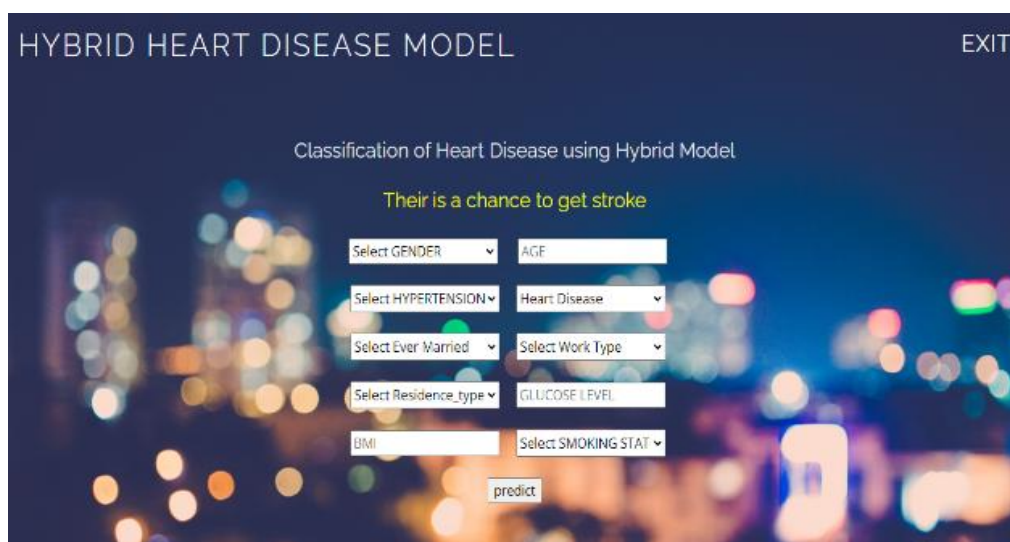 HYBRID HEART DISEASE MODEL EXIT
Classification of Heart Disease using Hybrid Model
Their is a chance to get stroke
Select GENDER AGE
Select HYPERTENSION Heart Disease
Select Ever Married Select Work Type
Select Residence_type GLUCOSE LEVEL
BMI Select SMOKING STAT
predict